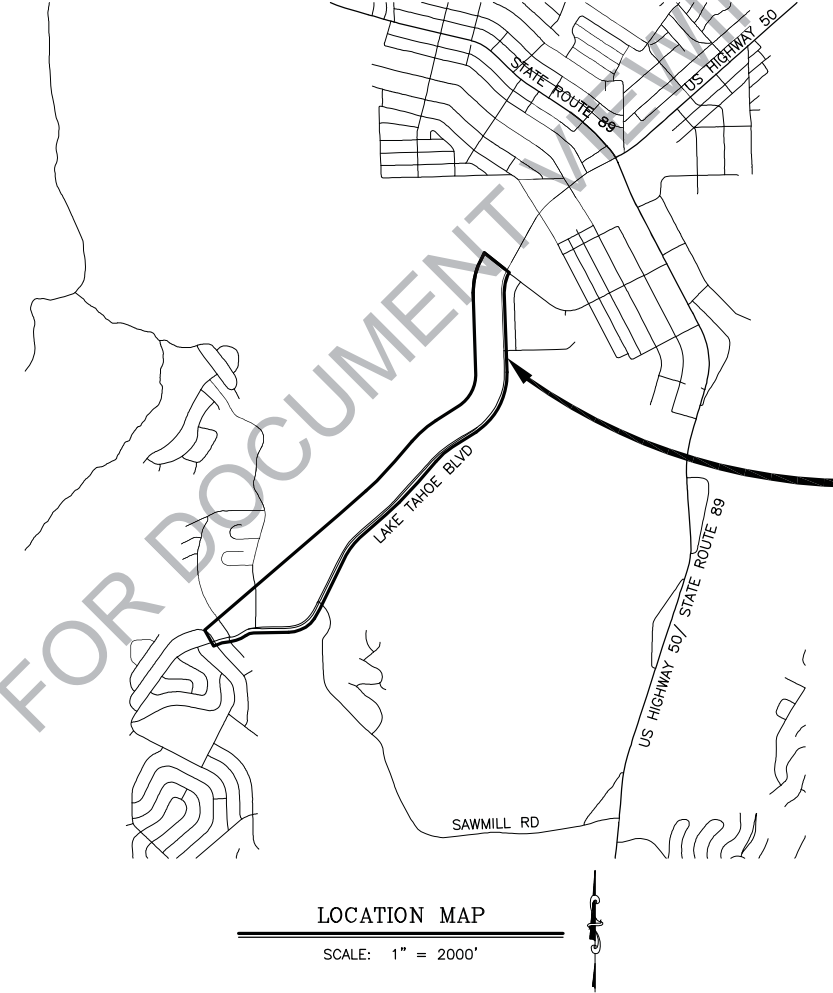 US HIGHWAY 50
STATE ROUTE 89
FOR DOCUMENT VIEWI
LAKE TAHOE BLVD
US HIGHWAY 50/ STATE ROUTE 89
SAWMILL RD
LOCATION MAP
SCALE: 1" = 2000'